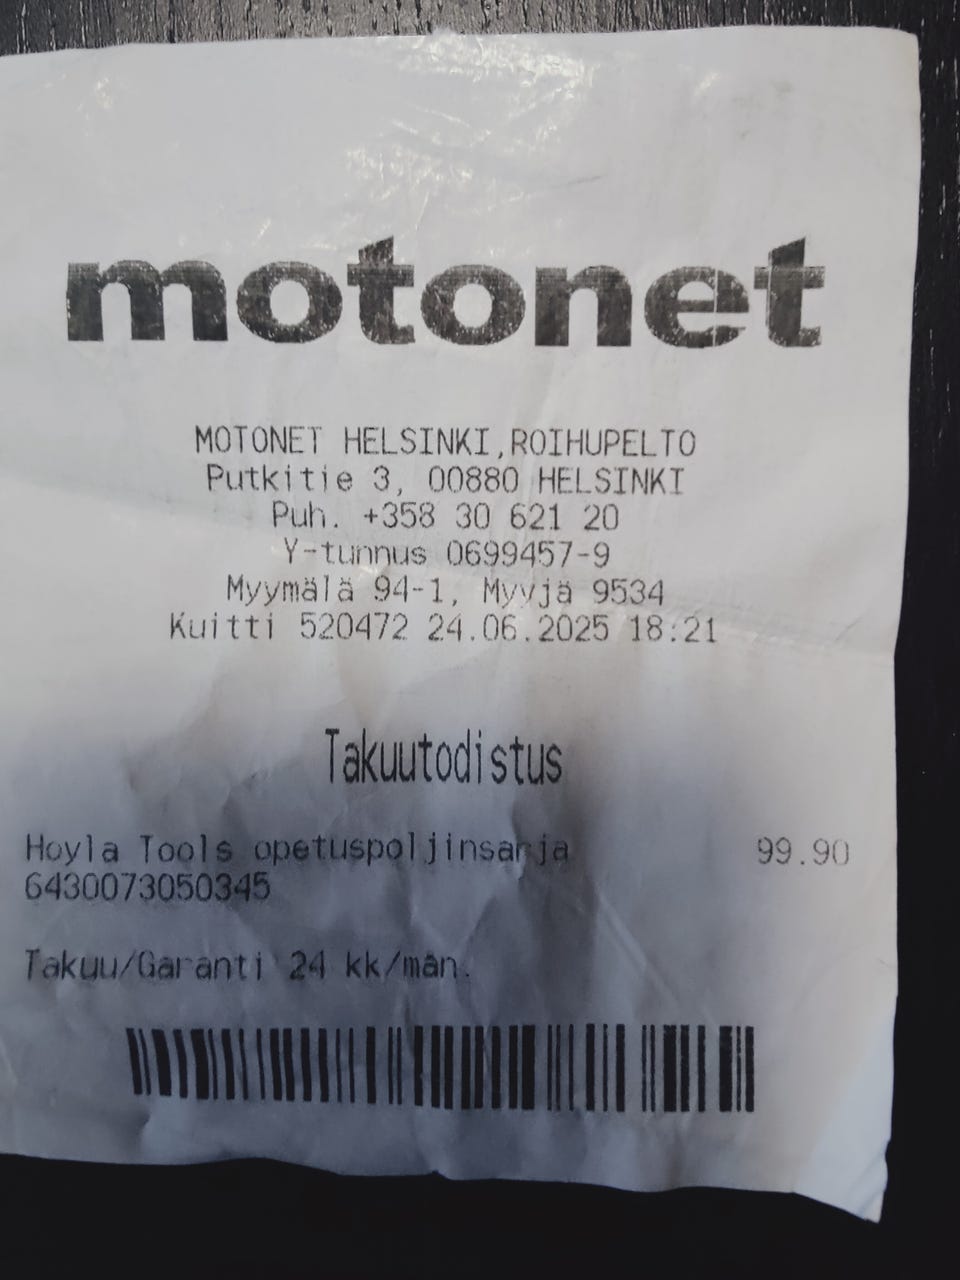 motonet
MOTONET HELSINKI,ROIHUPELTO
Putkitie 3, 00880 HELSINKI
Puh. +358 30 621 20
Y-tunnus 0699457-9
Myymälä 94-1, Myyjä 9534
Kuitti 520472 24.06.2025 18:21
Takuutodistus
Hoyla Tools opetuspoljinsarja 99.90
6430073050345
Takuu/Garanti 24 kk/mån.